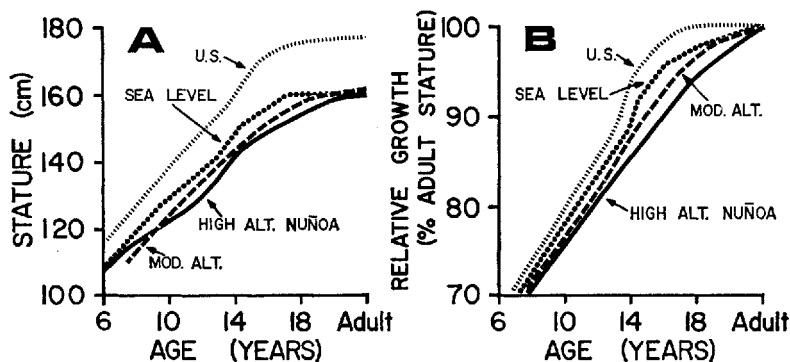 A
STATURE (cm)
180
160
140
120
100
U.S.
SEA LEVEL
HIGH ALT. NUÑOA
MOD. ALT.
6 10 14 18 Adult
AGE (YEARS)
B
RELATIVE GROWTH
(% ADULT STATURE)
100
90
80
70
U.S.
SEA LEVEL
MOD. ALT.
HIGH ALT. NUÑOA
6 10 14 18 Adult
AGE (YEARS)